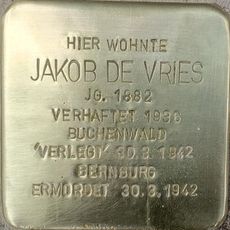 HIER WOHNTE
JAKOB DE VRIES
JG. 1882
VERHAFTET 1938
BUCHENWALD
'VERLEGT' 30.3.1942
BERNBURG
ERMORDET 30.3.1942